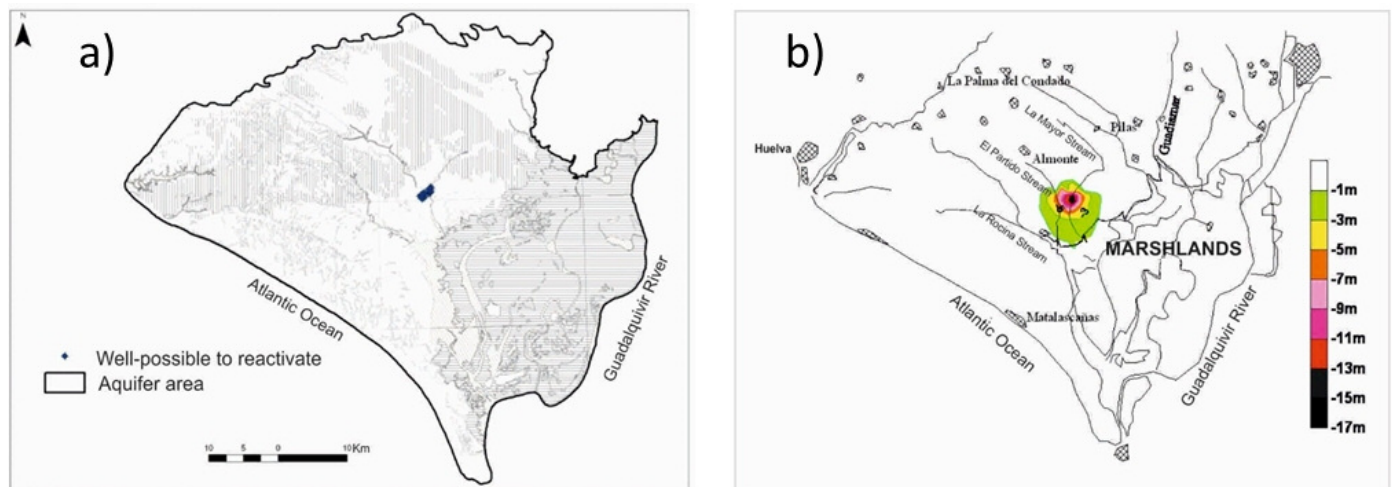 a)
N
Atlantic Ocean
Guadalquivir River
Well-possible to reactivate
Aquifer area
10 5 0 10 Km
b)
La Palma del Condado
La Mayor Stream
Pilas
Guadiamar
Huelva
El Partido Stream
Almonte
La Rocina Stream
MARSHLANDS
Matalascañas
Atlantic Ocean
Guadalquivir River
-1m
-3m
-5m
-7m
-9m
-11m
-13m
-15m
-17m